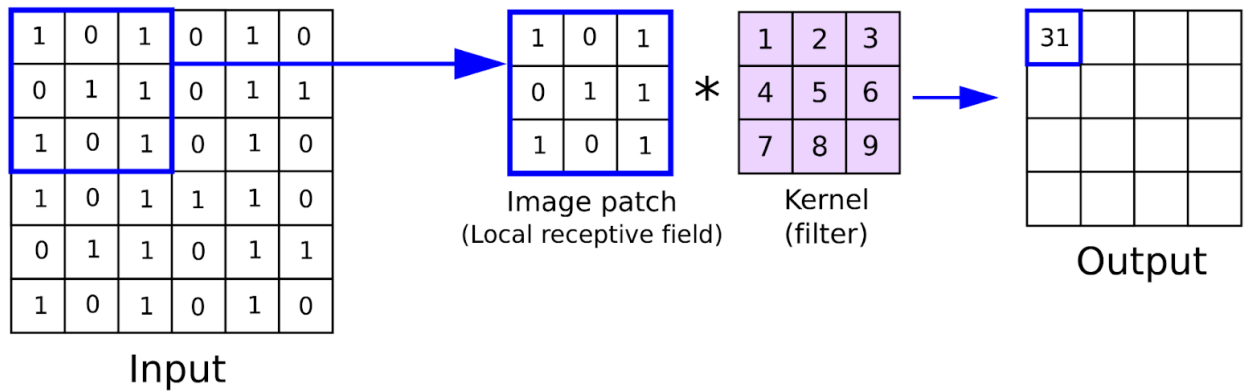 1 0 1 0 1 0
0 1 1 0 1 1
1 0 1 0 1 0
1 0 1 1 1 0
0 1 1 0 1 1
1 0 1 0 1 0
Input
1 0 1
0 1 1
1 0 1
Image patch
(Local receptive field)
*
1 2 3
4 5 6
7 8 9
Kernel
(filter)
31
Output